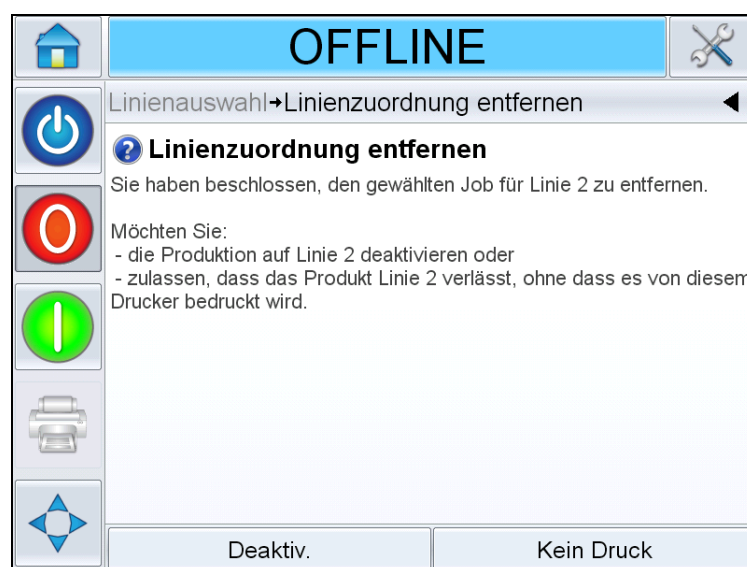 OFFLINE
Linienauswahl➔Linienzuordnung entfernen
Linienzuordnung entfernen
Sie haben beschlossen, den gewählten Job für Linie 2 zu entfernen.
Möchten Sie:
- die Produktion auf Linie 2 deaktivieren oder
- zulassen, dass das Produkt Linie 2 verlässt, ohne dass es von diesem
Drucker bedruckt wird.
Deaktiv.
Kein Druck